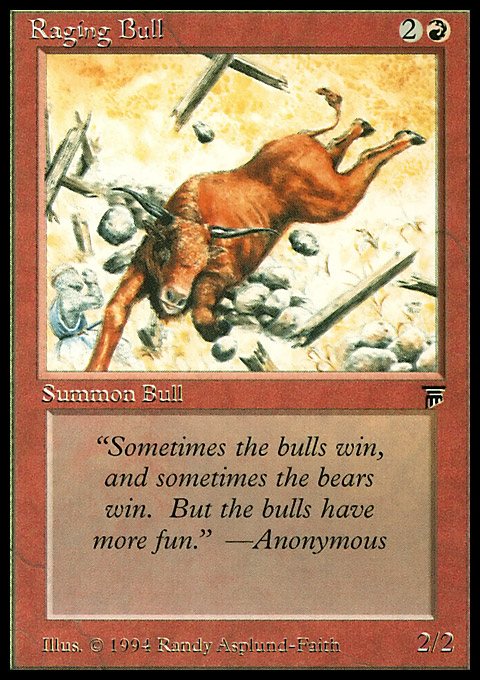 Raging Bull 2
Summon Bull
“Sometimes the bulls win,
and sometimes the bears
win. But the bulls have
more fun.” —Anonymous
Illus. © 1994 Randy Asplund-Faith 2/2